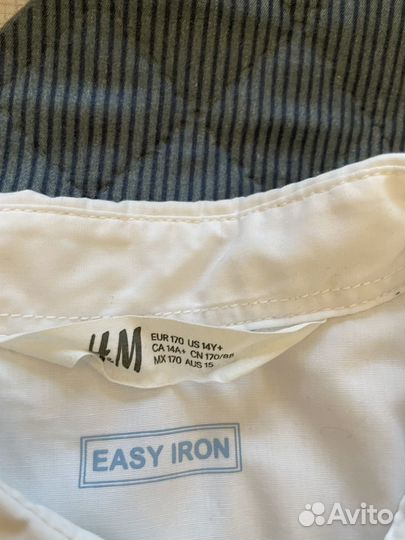 H&M
EUR 170 US 14Y+
CA 14A+ CN 170/88
MX 170 AUS 15
EASY IRON
Avito